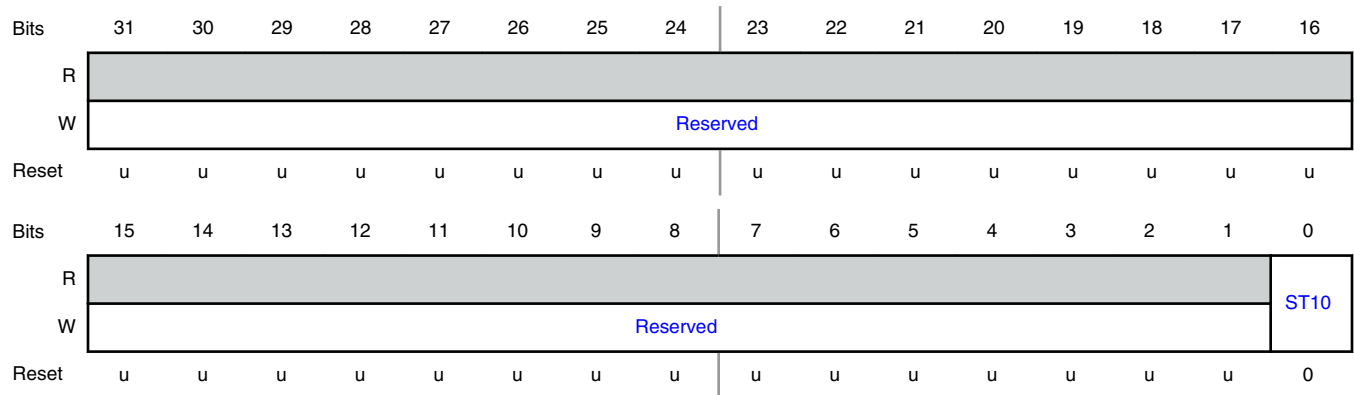 Bits 31 30 29 28 27 26 25 24 23 22 21 20 19 18 17 16
R
W Reserved
Reset u u u u u u u u u u u u u u u u
Bits 15 14 13 12 11 10 9 8 7 6 5 4 3 2 1 0
R
ST10
W Reserved
Reset u u u u u u u u u u u u u u u 0